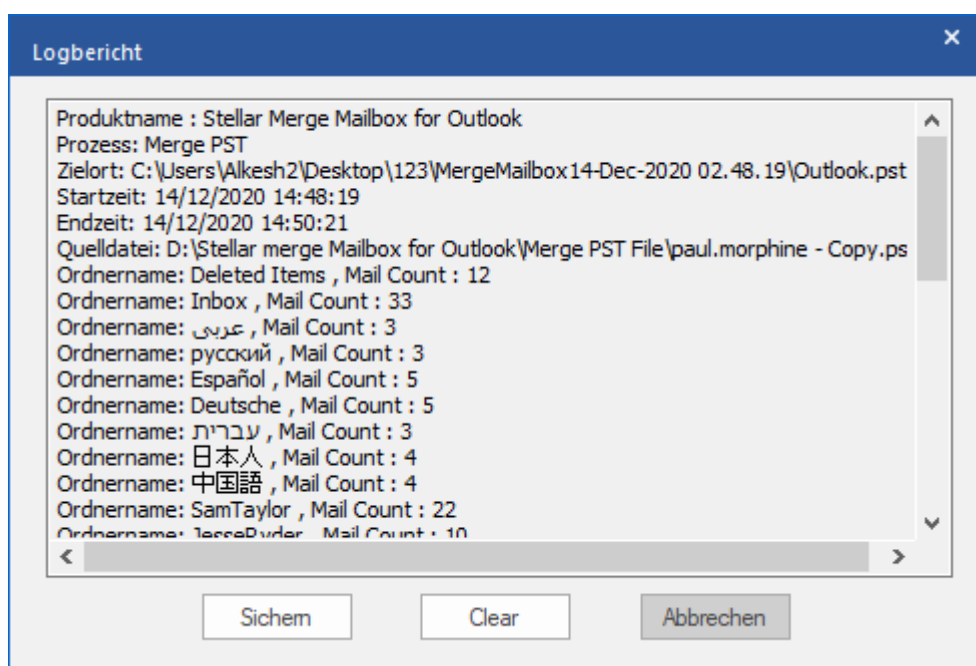 Logbericht
Produktname : Stellar Merge Mailbox for Outlook
Prozess: Merge PST
Zielort: C:\Users\Alkesh2\Desktop\123\MergeMailbox14-Dec-2020 02.48.19\Outlook.pst
Startzeit: 14/12/2020 14:48:19
Endzeit: 14/12/2020 14:50:21
Quelldatei: D:\Stellar merge Mailbox for Outlook\Merge PST File\paul.morphine - Copy.ps
Ordnername: Deleted Items , Mail Count : 12
Ordnername: Inbox , Mail Count : 33
Ordnername: عربى , Mail Count : 3
Ordnername: русский , Mail Count : 3
Ordnername: Español , Mail Count : 5
Ordnername: Deutsche , Mail Count : 5
Ordnername: עברית , Mail Count : 3
Ordnername: 日本人 , Mail Count : 4
Ordnername: 中国語 , Mail Count : 4
Ordnername: SamTaylor , Mail Count : 22
Ordnername: JesseRyder , Mail Count : 10
Sichern
Clear
Abbrechen